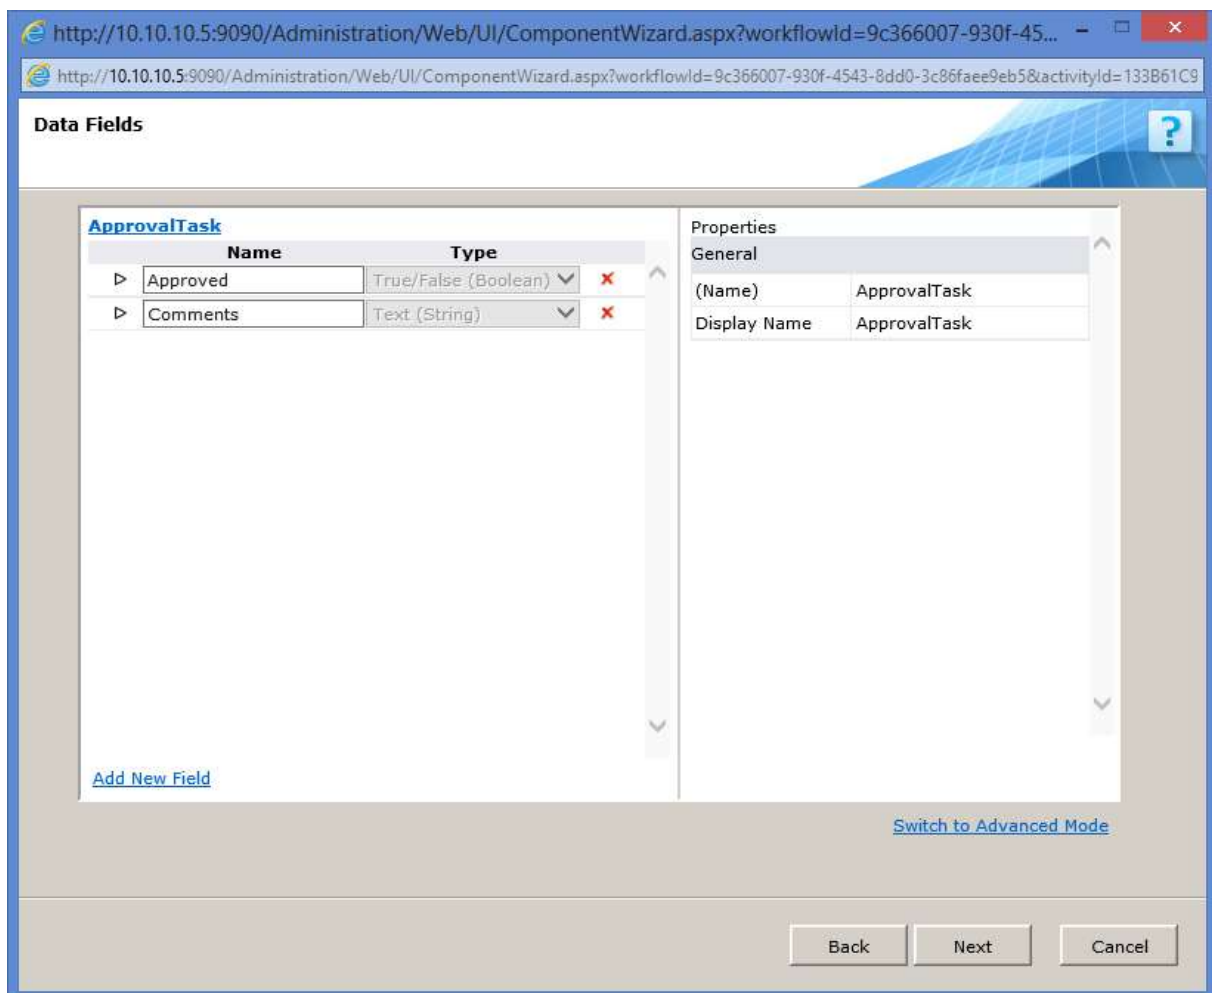 http://10.10.10.5:9090/Administration/Web/UI/ComponentWizard.aspx?workflowId=9c366007-930f-45...
http://10.10.10.5:9090/Administration/Web/UI/ComponentWizard.aspx?workflowId=9c366007-930f-4543-8dd0-3c86faee9eb5&activityId=133B61C9
Data Fields
?
ApprovalTask
Name Type
Approved True/False (Boolean)
Comments Text (String)
Add New Field
Properties
General
(Name) ApprovalTask
Display Name ApprovalTask
Switch to Advanced Mode
Back Next Cancel